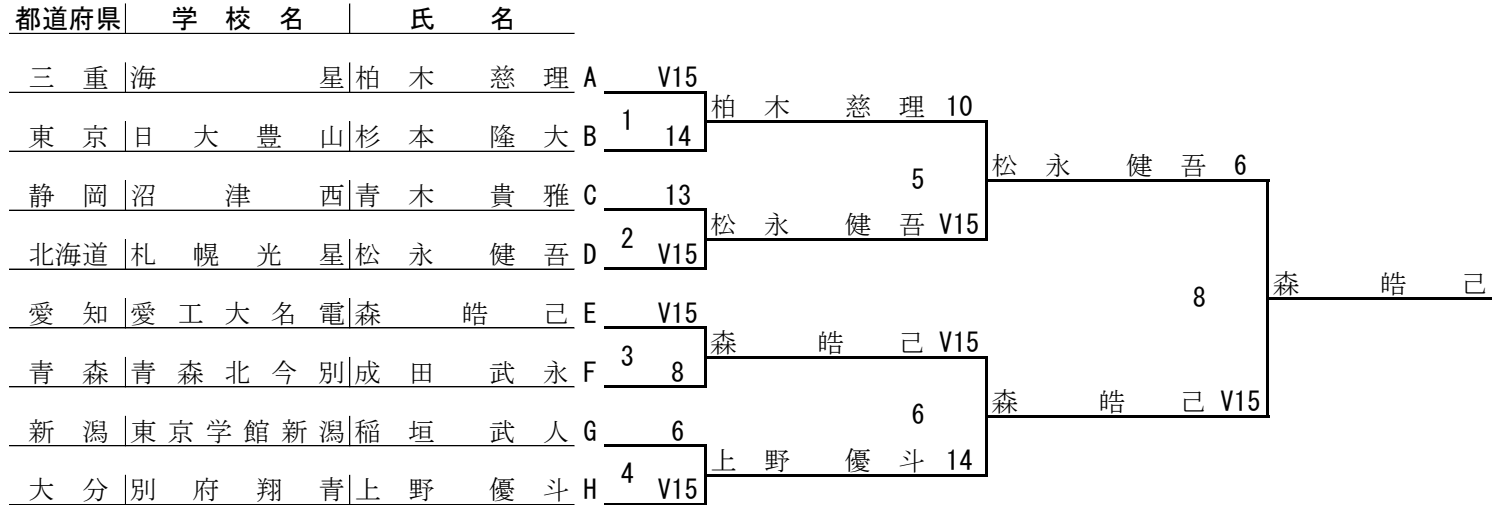 都道府県 学校名 氏名
三重 海星 柏木慈理 A V15
柏木慈理 10
1
東京 日大豊山 杉本隆大 B 14
松永健吾 6
5
静岡 沼津西 青木貴雅 C 13
松永健吾 V15
2
北海道 札幌光星 松永健吾 D V15
森皓己
8
愛知 愛工大名電 森皓己 E V15
森皓己 V15
3
青森 青森北今別 成田武永 F 8
森皓己 V15
6
新潟 東京学館新潟 稲垣武人 G 6
上野優斗 14
4
大分 別府翔青 上野優斗 H V15